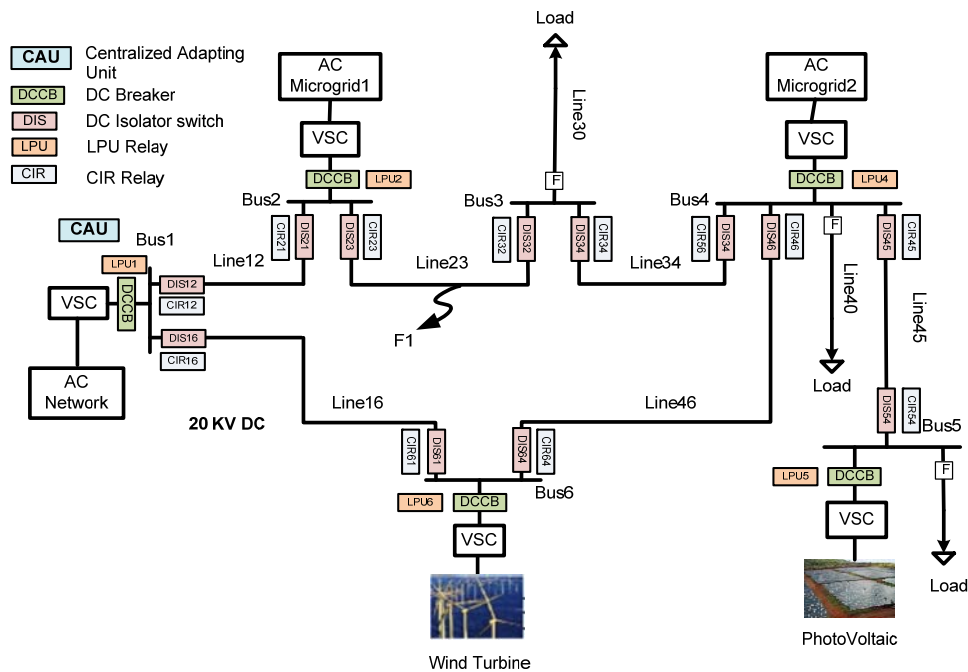 CAU Centralized Adapting
Unit
DCCB DC Breaker
DIS DC Isolator switch
LPU LPU Relay
CIR CIR Relay
Load
Line30
F
AC
Microgrid1
VSC
DCCB LPU2
Bus2
CIR21 DIS21 DIS23 CIR23
AC
Microgrid2
VSC
DCCB LPU4
Bus3
CIR32 DIS32 DIS34 CIR34
Bus4
CIR56 DIS34 DIS46 CIR46
F
DIS45 CIR45
CAU
Bus1
LPU1
DCCB
VSC
AC
Network
DIS12
CIR12
DIS16
CIR16
Line12
Line23
Line34
F1
Line40
Load
Line45
20 KV DC
Line16
Line46
CIR61 DIS61 DIS64 CIR64
Bus6
LPU6 DCCB
VSC
Wind Turbine
DIS54 CIR54
Bus5
LPU5 DCCB
F
VSC
Load
PhotoVoltaic